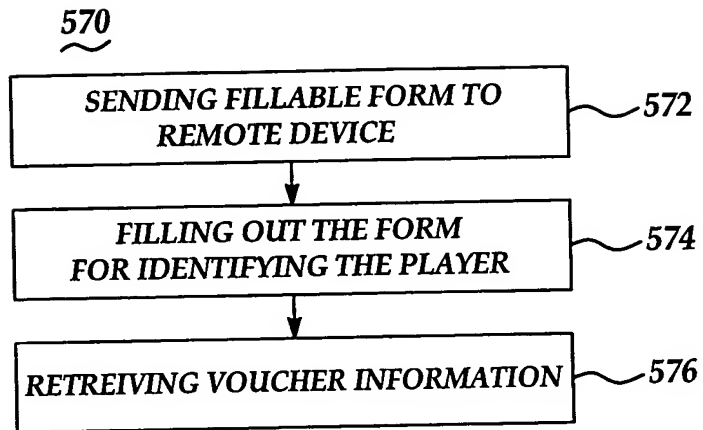 570
SENDING FILLABLE FORM TO
REMOTE DEVICE
572
FILLING OUT THE FORM
FOR IDENTIFYING THE PLAYER
574
RETREIVING VOUCHER INFORMATION
576